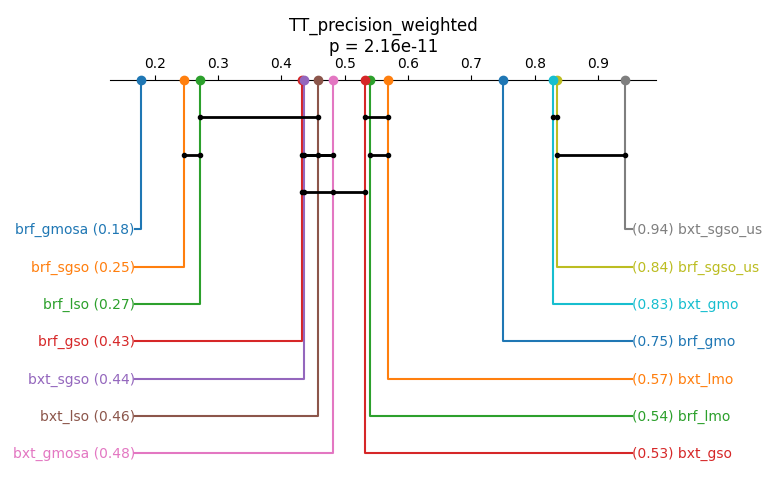 TT_precision_weighted
p = 2.16e-11
0.2 0.3 0.4 0.5 0.6 0.7 0.8 0.9
brf_gmosa (0.18) (0.94) bxt_sgso_us
brf_sgso (0.25) (0.84) brf_sgso_us
brf_lso (0.27) (0.83) bxt_gmo
brf_gso (0.43) (0.75) brf_gmo
bxt_sgso (0.44) (0.57) bxt_lmo
bxt_lso (0.46) (0.54) brf_lmo
bxt_gmosa (0.48) (0.53) bxt_gso